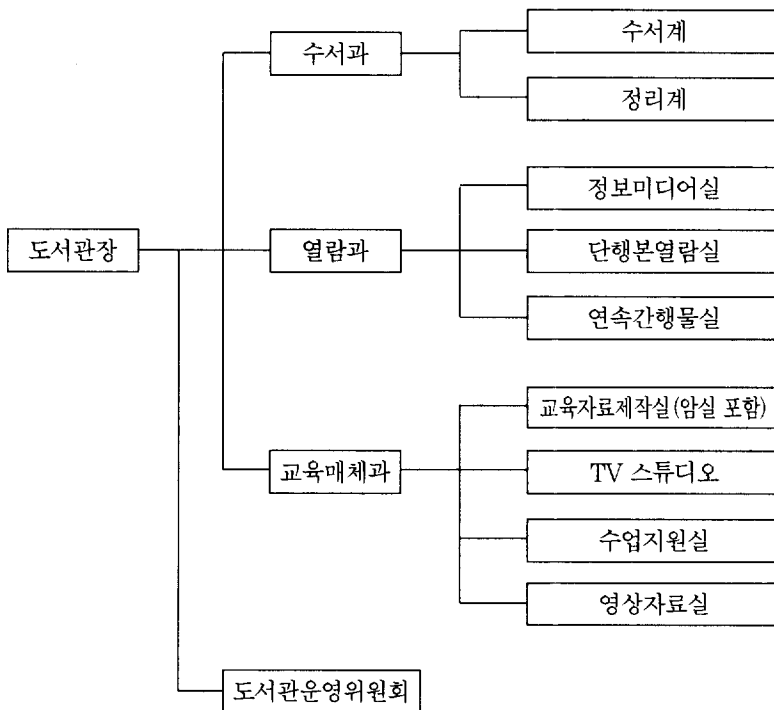 도서관장
수서과
수서계
정리계
열람과
정보미디어실
단행본열람실
연속간행물실
교육매체과
교육자료제작실(암실 포함)
TV 스튜디오
수업지원실
영상자료실
도서관운영위원회